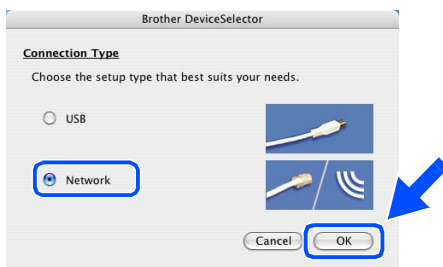 Brother DeviceSelector
Connection Type
Choose the setup type that best suits your needs.
USB
Network
Cancel OK